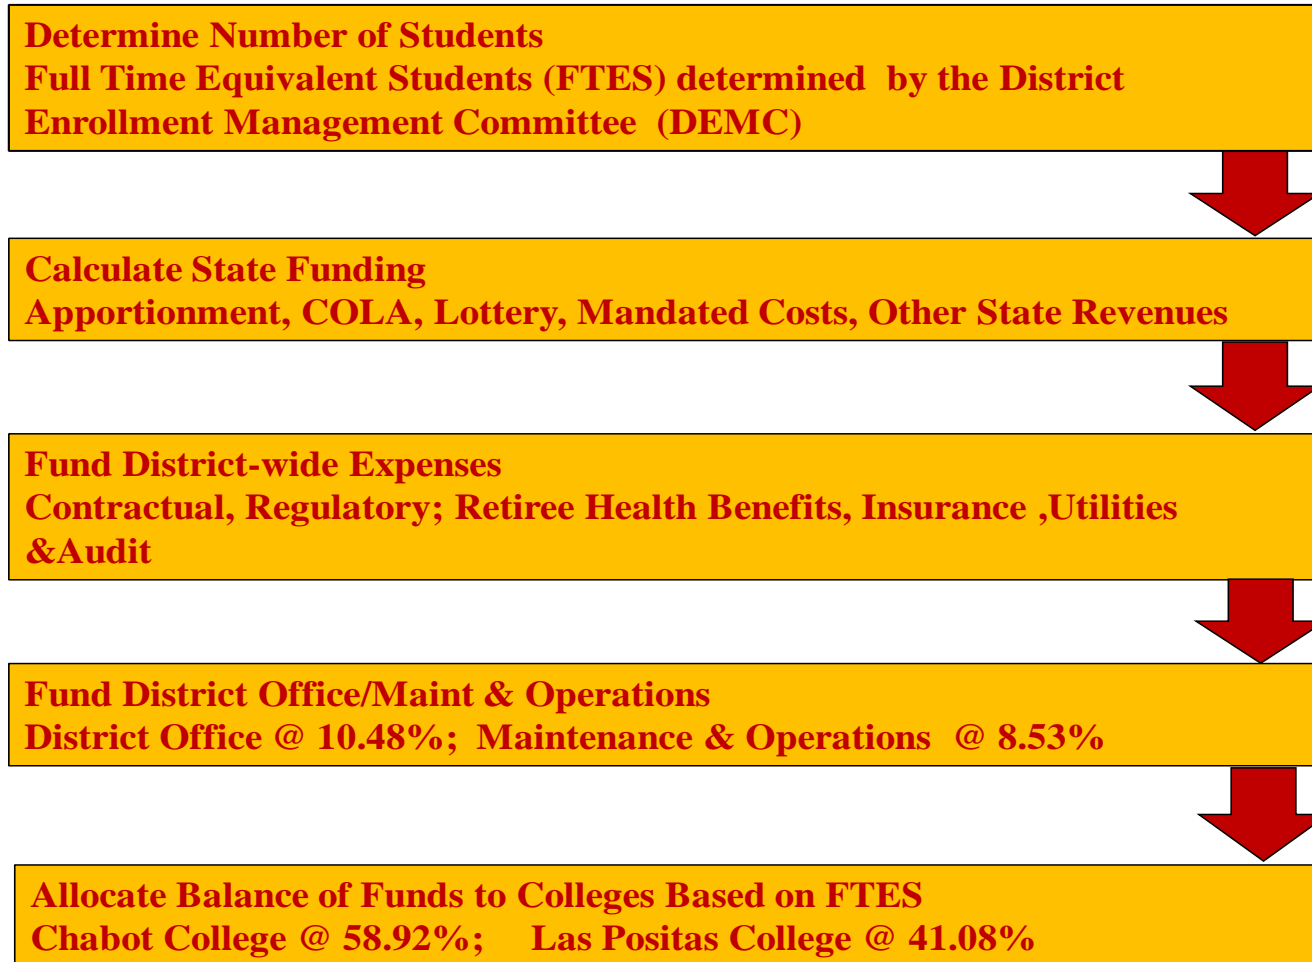 Determine Number of Students
Full Time Equivalent Students (FTES) determined  by the District
Enrollment Management Committee  (DEMC)
Calculate State Funding
Apportionment, COLA, Lottery, Mandated Costs, Other State Revenues
Fund District-wide Expenses
Contractual, Regulatory; Retiree Health Benefits, Insurance ,Utilities
&Audit
Fund District Office/Maint & Operations
District Office @ 10.48%;  Maintenance & Operations  @ 8.53%
Allocate Balance of Funds to Colleges Based on FTES
Chabot College @ 58.92%;    Las Positas College @ 41.08%